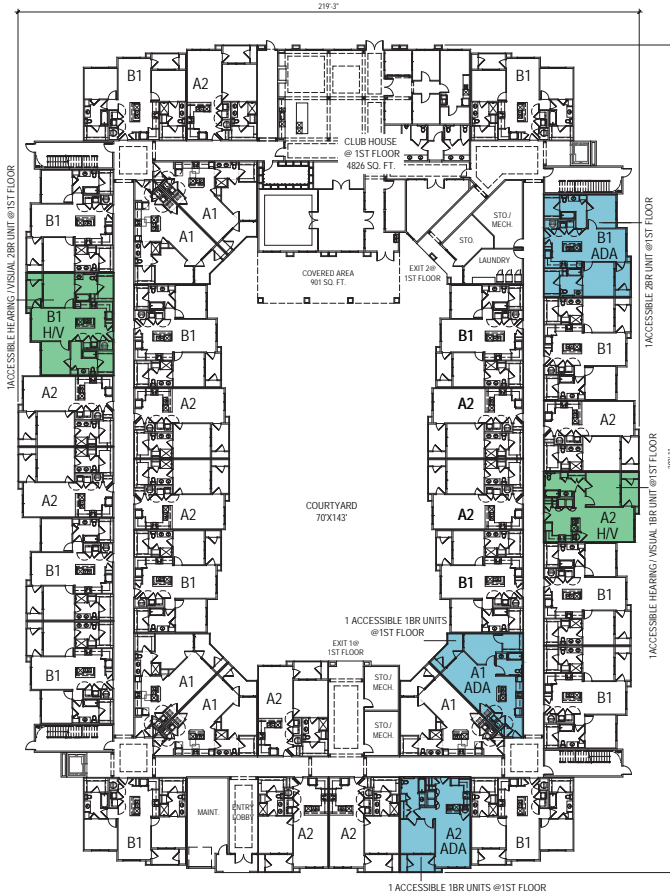 219'-3"
B1
A2
B1
CLUB HOUSE
@ 1ST FLOOR
4826 SQ. FT.
1ACCESSIBLE HEARING / VISUAL 2BR UNIT @1ST FLOOR
B1
A1
A1
STO./
MECH.
STO.
LAUNDRY
EXIT 2@
1ST FLOOR
COVERED AREA
901 SQ. FT.
B1
ADA
1ACCESSIBLE 2BR UNIT @1ST FLOOR
B1
H/V
B1
B1
B1
A2
A2
A2
A2
A2
A2
A2
COURTYARD
70'X143'
A2
H/V
1ACCESSIBLE HEARING / VISUAL 1BR UNIT @1ST FLOOR
B1
B1
B1
B1
1 ACCESSIBLE 1BR UNITS
@1ST FLOOR
EXIT 1@
1ST FLOOR
B1
A1
A1
A2
STO./
MECH.
STO./
MECH.
A1
ADA
A1
B1
B1
MAINT.
ENTRY
LOBBY
A2
A2
A2
ADA
B1
1 ACCESSIBLE 1BR UNITS @1ST FLOOR